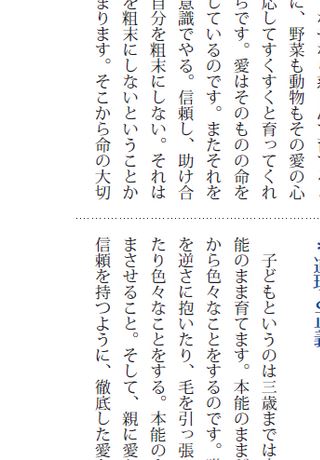 に、野菜も動物もその愛の心
応してすくすくと育ってくれ
らです。愛はそのものの命を
しているのです。またそれを
意識でやる。信頼し、助け合
自分を粗末にしない。それは
を粗末にしないということか
まります。そこから命の大切
子どもというのは三歳までは
能のまま育てます。本能のまま
から色々なことをするのです。
を逆さに抱いたり、毛を引っ張
たり色々なことをする。本能の
まさせること。そして、親に愛
信頼を持つように、徹底した愛